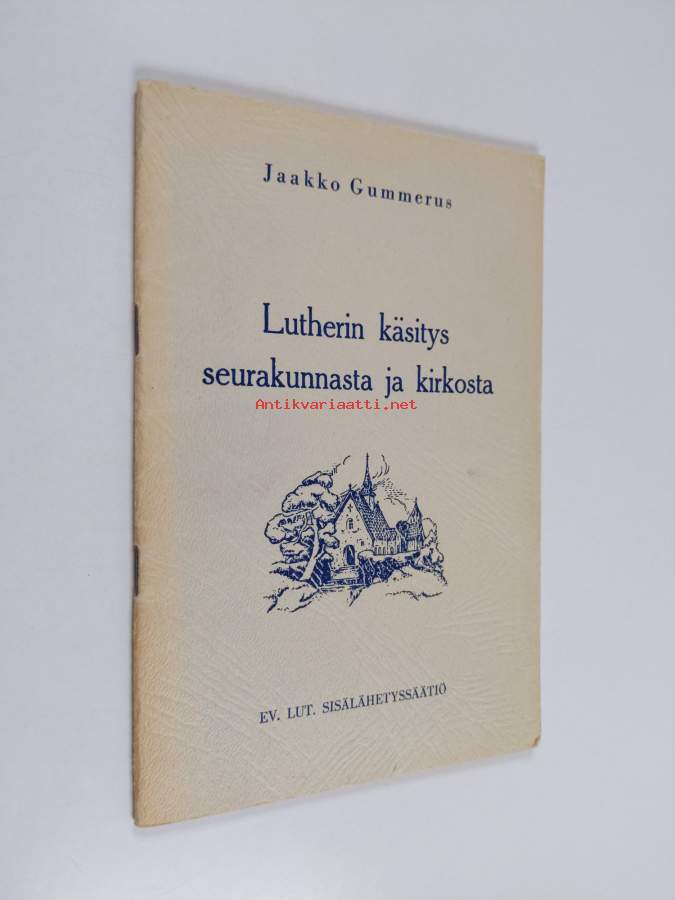 Jaakko Gummerus
Lutherin käsitys
seurakunnasta ja kirkosta
Antikvariaatti.net
EV. LUT. SISÄLÄHETYSSÄÄTIÖ